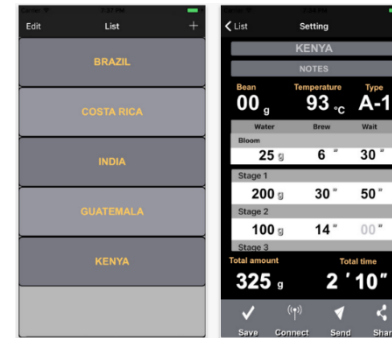 Edit List +
BRAZIL
COSTA RICA
INDIA
GUATEMALA
KENYA
List Setting
KENYA
NOTES
Bean Temperature Type
00 g 93 °C A-1
Water Brew Wait
Bloom
25 g 6 " 30 "
Stage 1
200 g 30 " 50 "
Stage 2
100 g 14 " 00 "
Stage 3
Total amount Total time
325 g 2 ' 10 "
Save Connect Send Shar